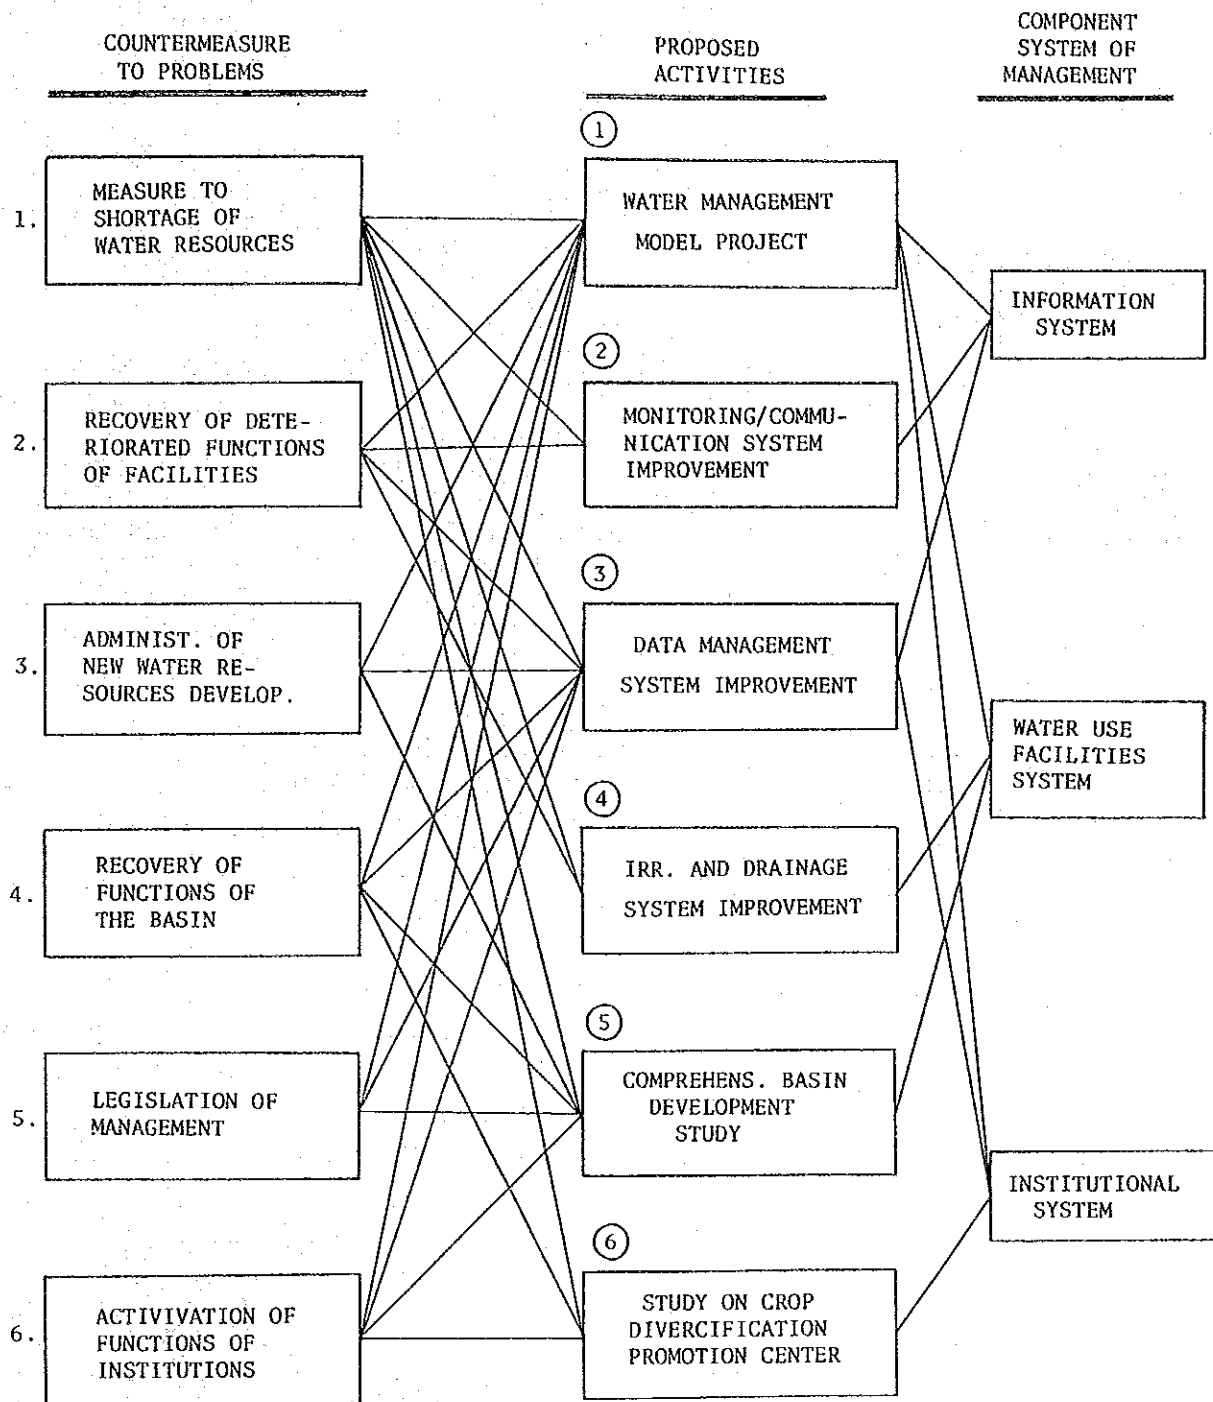 COUNTERMEASURE
TO PROBLEMS
PROPOSED
ACTIVITIES
COMPONENT
SYSTEM OF
MANAGEMENT
1.
MEASURE TO
SHORTAGE OF
WATER RESOURCES
2.
RECOVERY OF DETE-
RIORATED FUNCTIONS
OF FACILITIES
3.
ADMINIST. OF
NEW WATER RE-
SOURCES DEVELOP.
4.
RECOVERY OF
FUNCTIONS OF
THE BASIN
5.
LEGISLATION OF
MANAGEMENT
6.
ACTIVIVATION OF
FUNCTIONS OF
INSTITUTIONS
1
WATER MANAGEMENT
MODEL PROJECT
2
MONITORING/COMMU-
NICATION SYSTEM
IMPROVEMENT
3
DATA MANAGEMENT
SYSTEM IMPROVEMENT
4
IRR. AND DRAINAGE
SYSTEM IMPROVEMENT
5
COMPREHENS. BASIN
DEVELOPMENT
STUDY
6
STUDY ON CROP
DIVERCIFICATION
PROMOTION CENTER
INFORMATION
SYSTEM
WATER USE
FACILITIES
SYSTEM
INSTITUTIONAL
SYSTEM